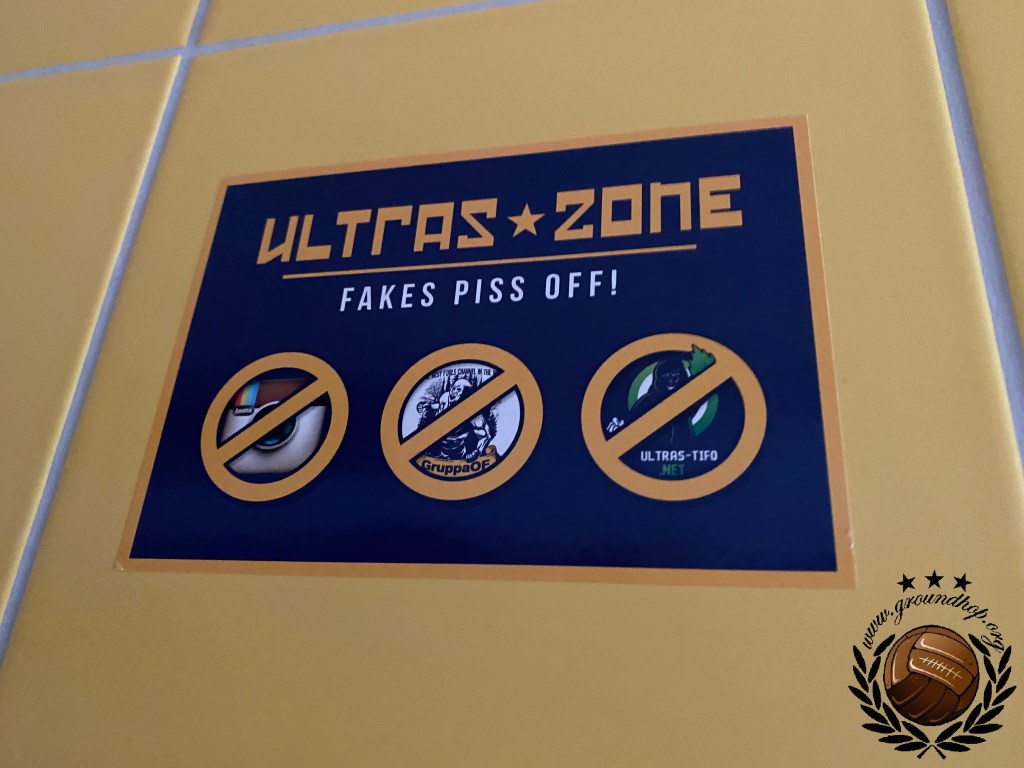 ULTRAS★ZONE
FAKES PISS OFF!
GruppaOF
ULTRAS-TIFO
.NET
www.groundhop.org